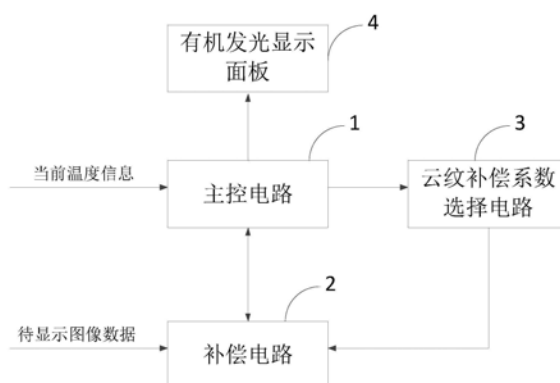 有机发光显示
面板
4
1
3
当前温度信息
主控电路
云纹补偿系数
选择电路
2
待显示图像数据
补偿电路